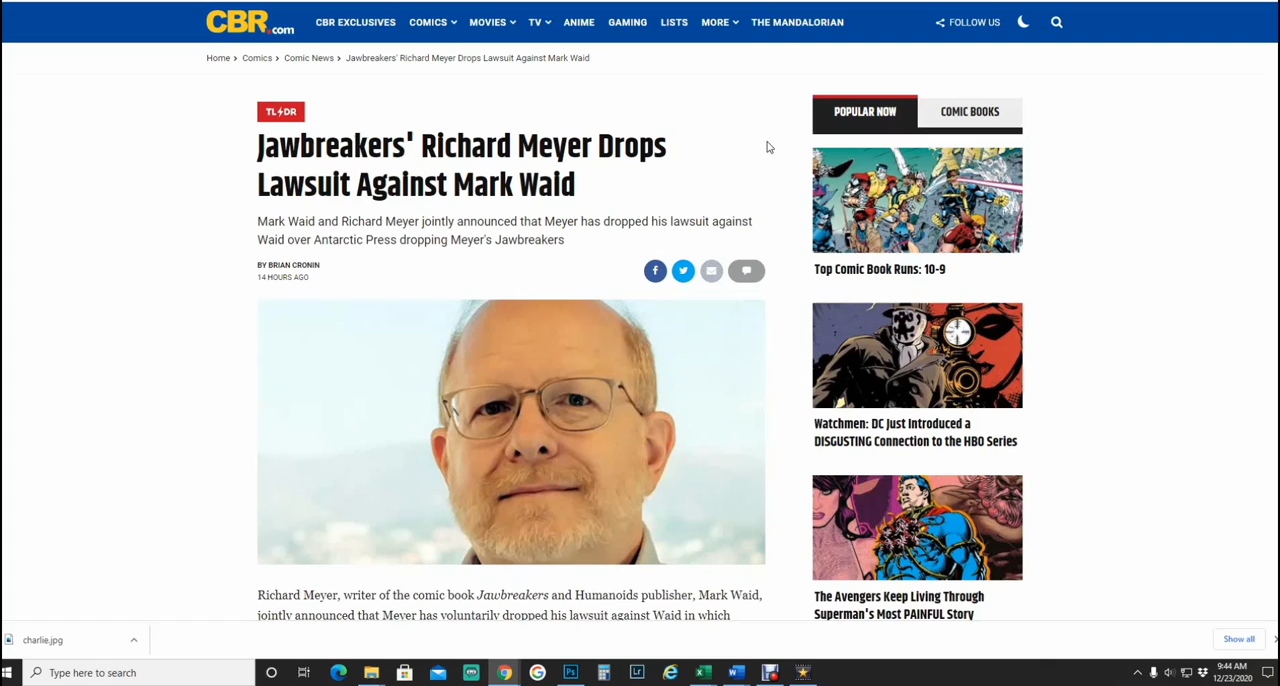 CBR.com
CBR EXCLUSIVES COMICS MOVIES TV ANIME GAMING LISTS MORE THE MANDALORIAN FOLLOW US
Home > Comics > Comic News > Jawbreakers' Richard Meyer Drops Lawsuit Against Mark Waid
TL DR
Jawbreakers' Richard Meyer Drops
Lawsuit Against Mark Waid
Mark Waid and Richard Meyer jointly announced that Meyer has dropped his lawsuit against
Waid over Antarctic Press dropping Meyer's Jawbreakers
BY BRIAN CRONIN
14 HOURS AGO
Richard Meyer, writer of the comic book Jawbreakers and Humanoids publisher, Mark Waid,
jointly announced that Meyer has voluntarily dropped his lawsuit against Waid in which
POPULAR NOW COMIC BOOKS
Top Comic Book Runs: 10-9
Watchmen: DC Just Introduced a
DISGUSTING Connection to the HBO Series
The Avengers Keep Living Through
Superman's Most PAINFUL Story
charlie.jpg
Show all
Type here to search
9:44 AM
12/23/2020